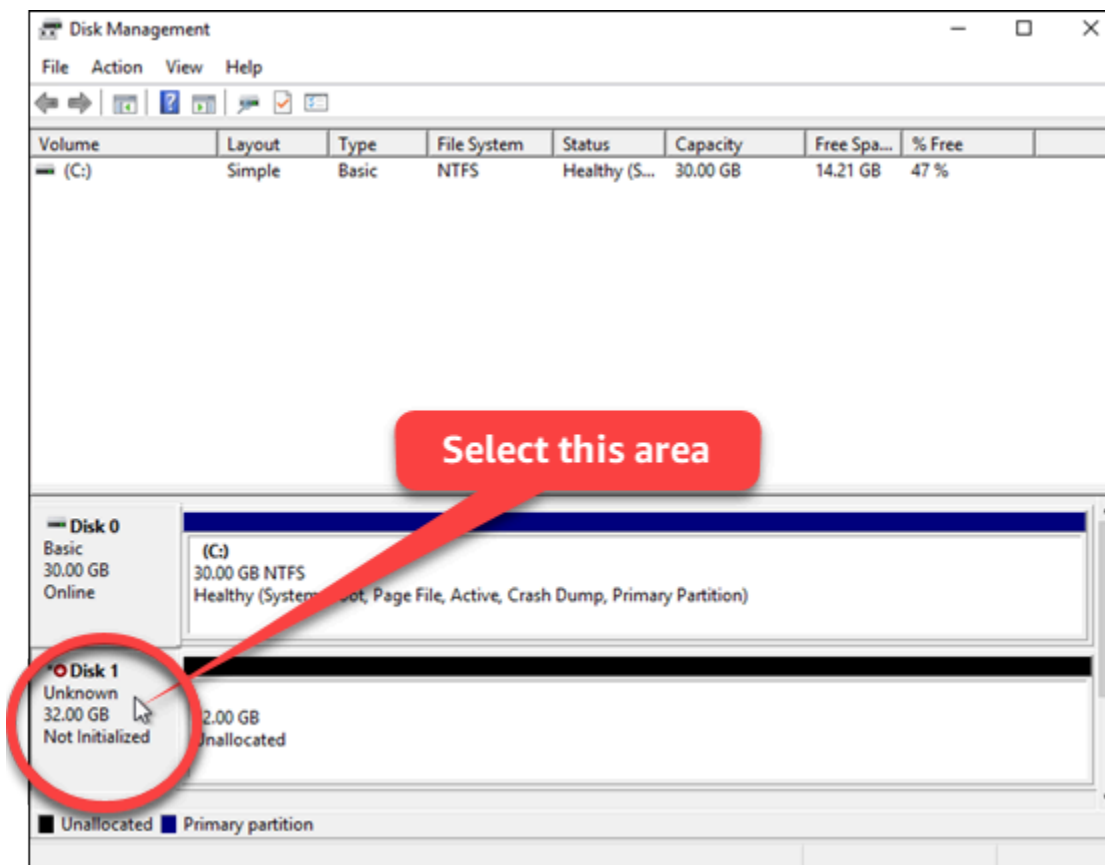 Disk Management
File Action View Help
Volume Layout Type File System Status Capacity Free Spa... % Free
(C:) Simple Basic NTFS Healthy (S... 30.00 GB 14.21 GB 47 %
Select this area
Disk 0
Basic
30.00 GB
Online
(C:)
30.00 GB NTFS
Healthy (System, Page File, Active, Crash Dump, Primary Partition)
Disk 1
Unknown
32.00 GB
Not Initialized
2.00 GB
nallocated
Unallocated Primary partition